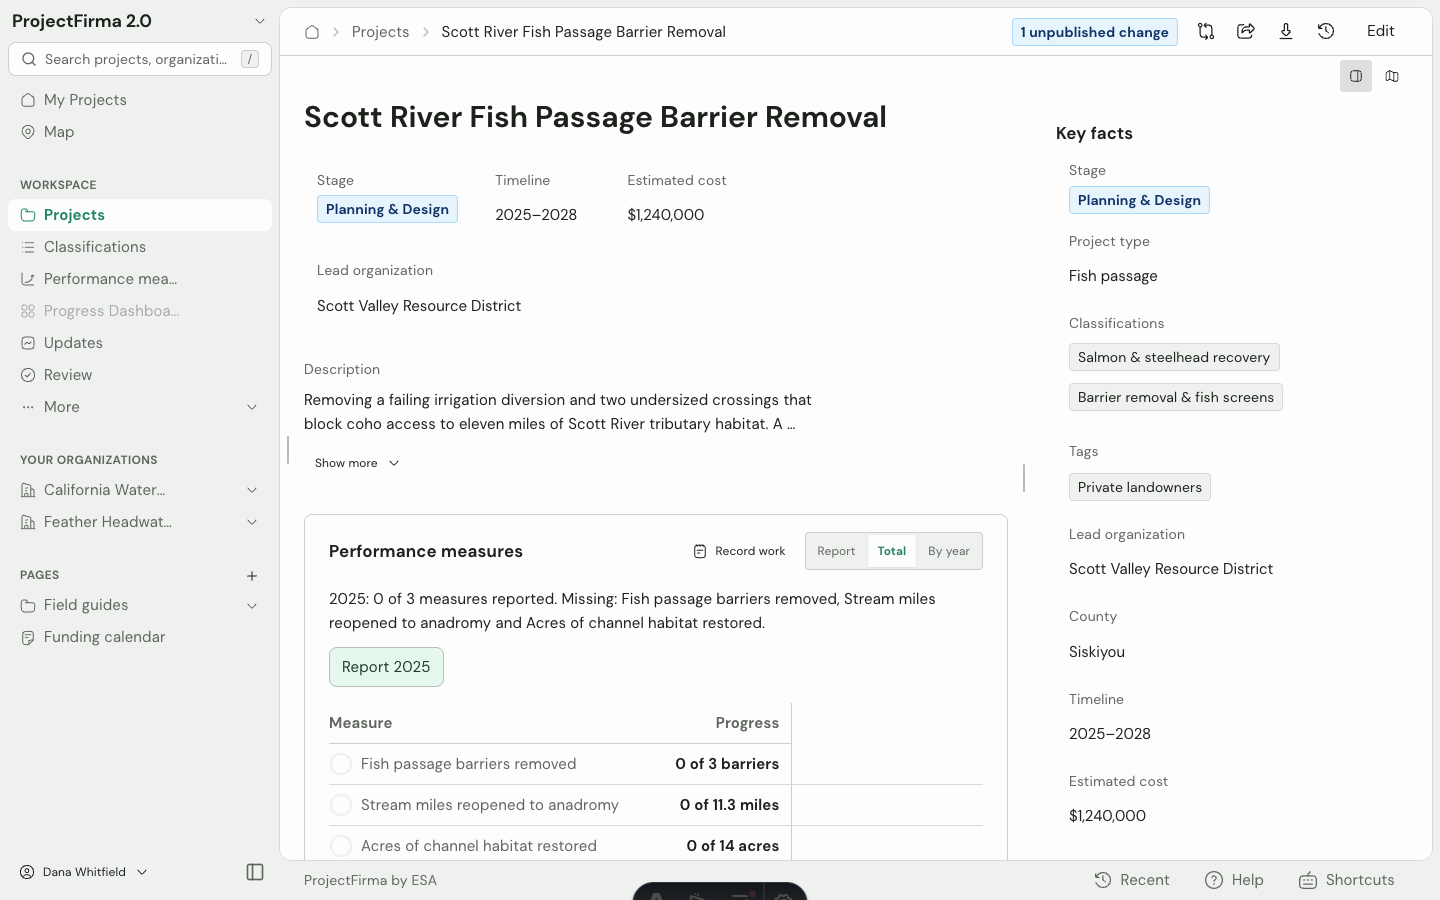 ProjectFirma 2.0
Search projects, organizati...
/
My Projects
Map
WORKSPACE
Projects
Classifications
Performance mea...
Progress Dashboa...
Updates
Review
More
YOUR ORGANIZATIONS
California Water...
Feather Headwat...
PAGES
Field guides
Funding calendar
Dana Whitfield
Projects
Scott River Fish Passage Barrier Removal
1 unpublished change
Edit
Scott River Fish Passage Barrier Removal
Stage
Planning & Design
Timeline
2025–2028
Estimated cost
$1,240,000
Lead organization
Scott Valley Resource District
Description
Removing a failing irrigation diversion and two undersized crossings that
block coho access to eleven miles of Scott River tributary habitat. A ...
Show more
Performance measures
Record work
Report
Total
By year
2025: 0 of 3 measures reported. Missing: Fish passage barriers removed, Stream miles
reopened to anadromy and Acres of channel habitat restored.
Report 2025
Measure
Progress
Fish passage barriers removed
0 of 3 barriers
Stream miles reopened to anadromy
0 of 11.3 miles
Acres of channel habitat restored
0 of 14 acres
Key facts
Stage
Planning & Design
Project type
Fish passage
Classifications
Salmon & steelhead recovery
Barrier removal & fish screens
Tags
Private landowners
Lead organization
Scott Valley Resource District
County
Siskiyou
Timeline
2025–2028
Estimated cost
$1,240,000
ProjectFirma by ESA
Recent
Help
Shortcuts